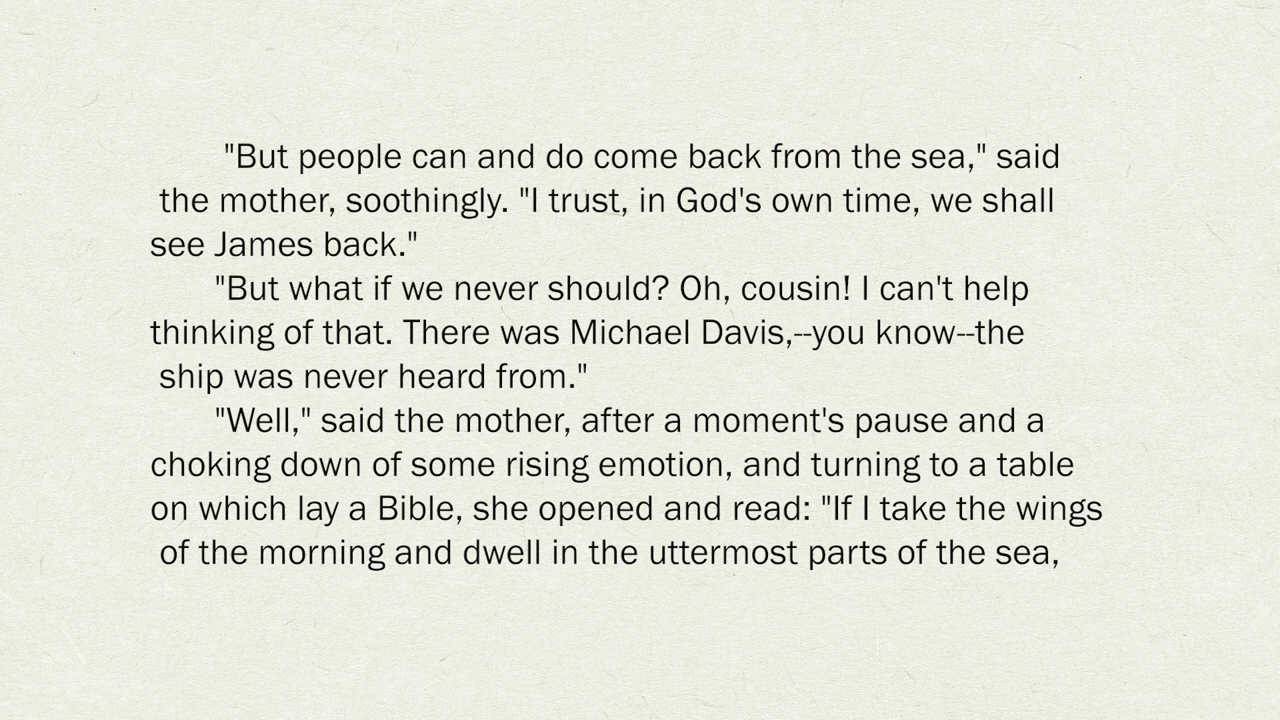 "But people can and do come back from the sea," said
the mother, soothingly. "I trust, in God's own time, we shall
see James back."
"But what if we never should? Oh, cousin! I can't help
thinking of that. There was Michael Davis,--you know--the
ship was never heard from."
"Well," said the mother, after a moment's pause and a
choking down of some rising emotion, and turning to a table
on which lay a Bible, she opened and read: "If I take the wings
of the morning and dwell in the uttermost parts of the sea,